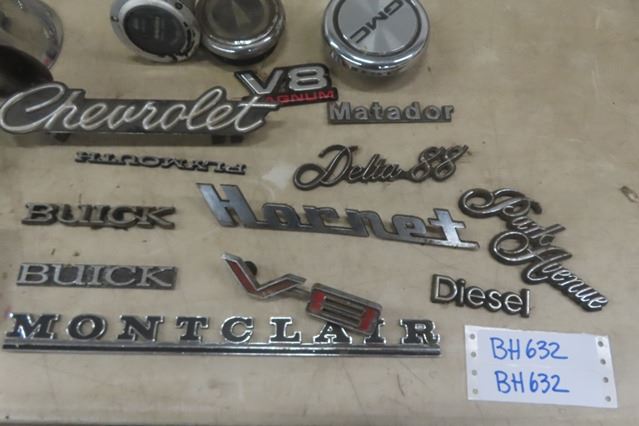 GMC
V8
MAGNUM
Chevrolet
Matador
PLYMOUTH
Delta 88
BUICK
Hornet
Park
Avenue
BUICK
V8
Diesel
MONTCLAIR
BH632
BH632